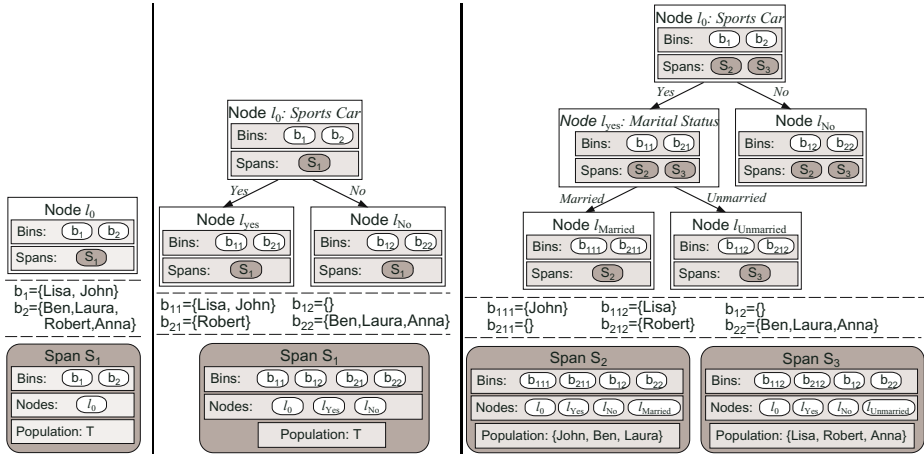 Node l0
Bins: b1 b2
Spans: S1
b1={Lisa, John}
b2={Ben,Laura,
Robert,Anna}
Span S1
Bins: b1 b2
Nodes: l0
Population: T
Node l0: Sports Car
Bins: b1 b2
Spans: S1
Yes No
Node lyes
Bins: b11 b21
Spans: S1
Node lNo
Bins: b12 b22
Spans: S1
b11={Lisa, John} b12={}
b21={Robert} b22={Ben,Laura,Anna}
Span S1
Bins: b11 b12 b21 b22
Nodes: l0 lYes lNo
Population: T
Node l0: Sports Car
Bins: b1 b2
Spans: S2 S3
Yes No
Node lyes: Marital Status
Bins: b11 b21
Spans: S2 S3
Node lNo
Bins: b12 b22
Spans: S2 S3
Married Unmarried
Node lMarried
Bins: b111 b211
Spans: S2
Node lUnmarried
Bins: b112 b212
Spans: S3
b111={John} b112={Lisa} b12={}
b211={} b212={Robert} b22={Ben,Laura,Anna}
Span S2
Bins: b111 b211 b12 b22
Nodes: l0 lYes lNo lMarried
Population: {John, Ben, Laura}
Span S3
Bins: b112 b212 b12 b22
Nodes: l0 lYes lNo lUnmarried
Population: {Lisa, Robert, Anna}